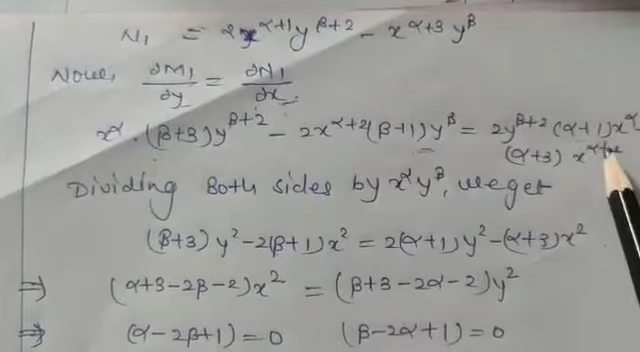 N₁ = 2x^{α+1}y^{β+2} - x^{α+3}y^{β}
Now, ∂M₁/∂y = ∂N₁/∂x
x^{α}.(β+3)y^{β+2} - 2x^{α+2}(β+1)y^{β} = 2y^{β+2}(α+1)x^{α}
(α+3) x^{α+
Dividing Both sides by x^{α}y^{β}, we get
(β+3)y² - 2(β+1)x² = 2(α+1)y² - (α+3)x²
⇒ (α+3-2β-2)x² = (β+3-2α-2)y²
⇒ (α-2β+1)=0 (β-2α+1)=0